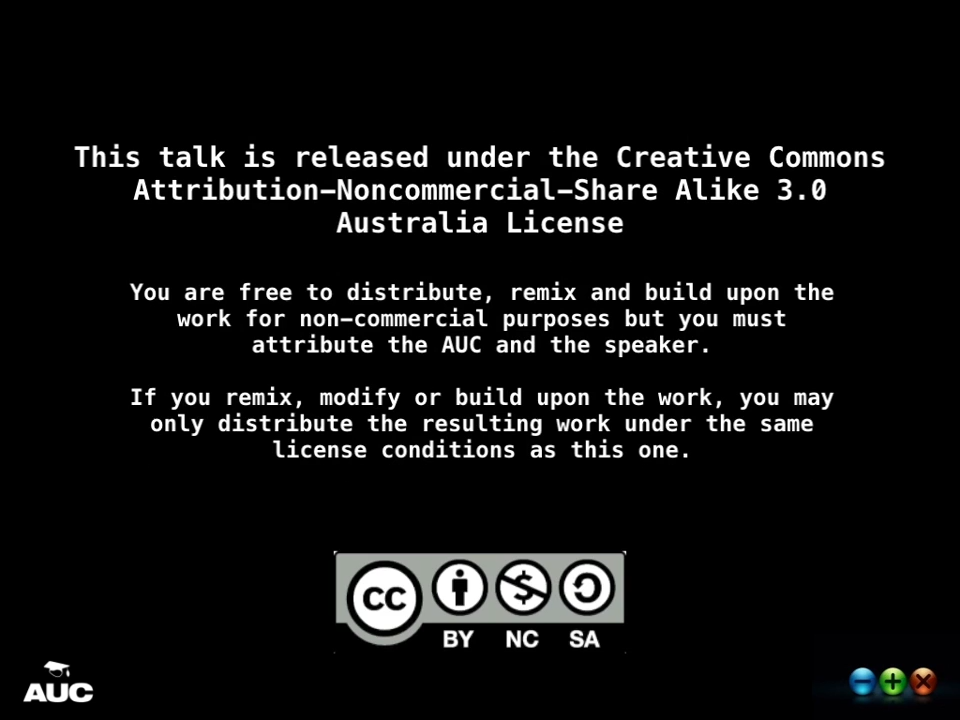 This talk is released under the Creative Commons
Attribution-Noncommercial-Share Alike 3.0
Australia License
You are free to distribute, remix and build upon the
work for non-commercial purposes but you must
attribute the AUC and the speaker.
If you remix, modify or build upon the work, you may
only distribute the resulting work under the same
license conditions as this one.
CC
BY NC SA
AUC